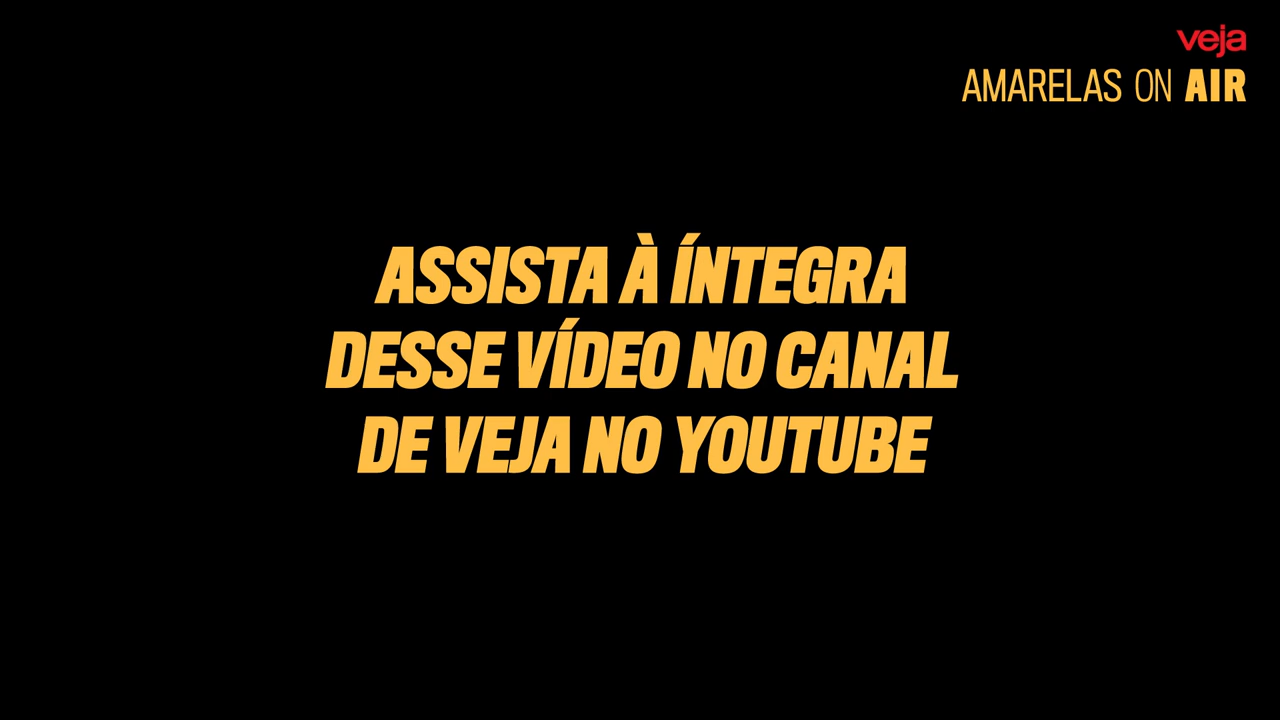 veja
AMARELAS ON AIR
ASSISTA À ÍNTEGRA
DESSE VÍDEO NO CANAL
DE VEJA NO YOUTUBE